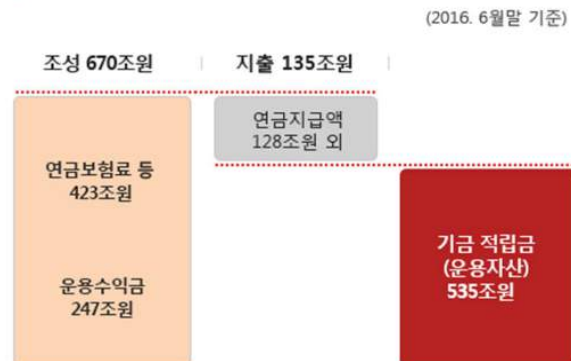 (2016. 6월말 기준)
조성 670조원
지출 135조원
연금지급액
128조원 외
연금보험료 등
423조원
운용수익금
247조원
기금 적립금
(운용자산)
535조원